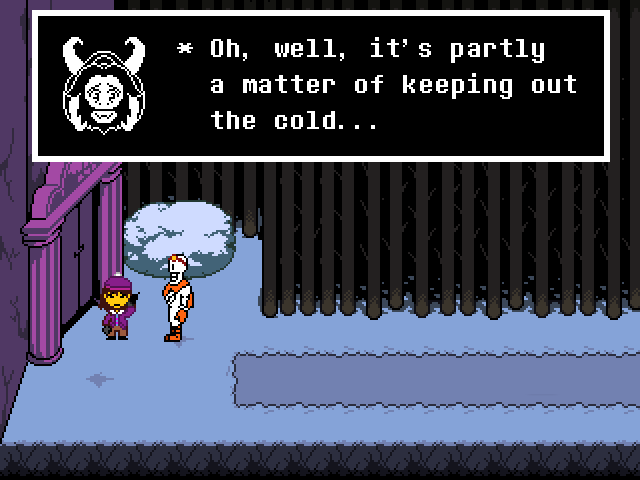 * Oh, well, it's partly
a matter of keeping out
the cold...